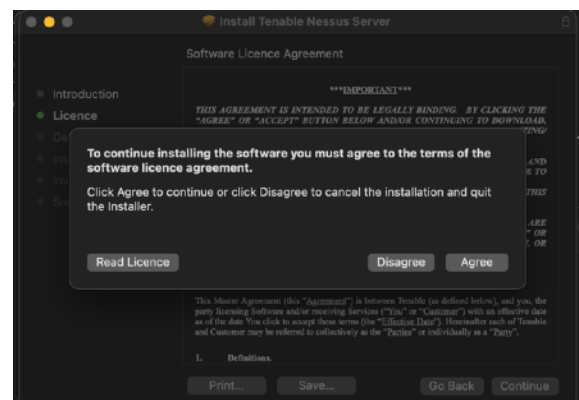 Install Tenable Nessus Server
Software Licence Agreement
Introduction
Licence
***IMPORTANT***
THIS AGREEMENT IS INTENDED TO BE LEGALLY BINDING. BY CLICKING THE
"AGREE" OR "ACCEPT" BUTTON BELOW AND/OR CONTINUING TO DOWNLOAD,
To continue installing the software you must agree to the terms of the
software licence agreement.
Click Agree to continue or click Disagree to cancel the installation and quit
the Installer.
Read Licence Disagree Agree
This Master Agreement (this "Agreement") is between Tenable (as defined below), and you, the
party licensing Software and/or receiving Services ("You" or "Customer") with an effective date
as of the date You click to accept these terms (the "Effective Date"). Hereinafter each of Tenable
and Customer may be referred to collectively as the "Parties" or individually as a "Party".
1. Definitions.
Print... Save... Go Back Continue